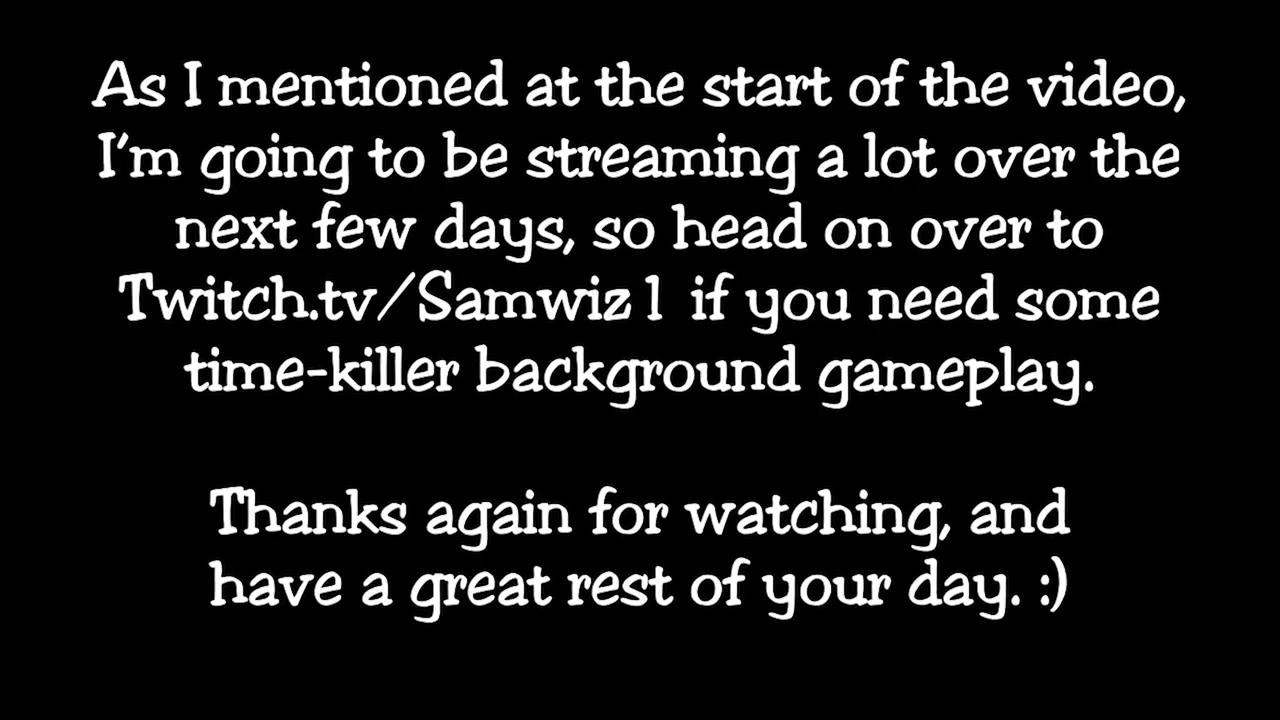 As I mentioned at the start of the video,
I'm going to be streaming a lot over the
next few days, so head on over to
Twitch.tv/Samwiz1 if you need some
time-killer background gameplay.
Thanks again for watching, and
have a great rest of your day. :)